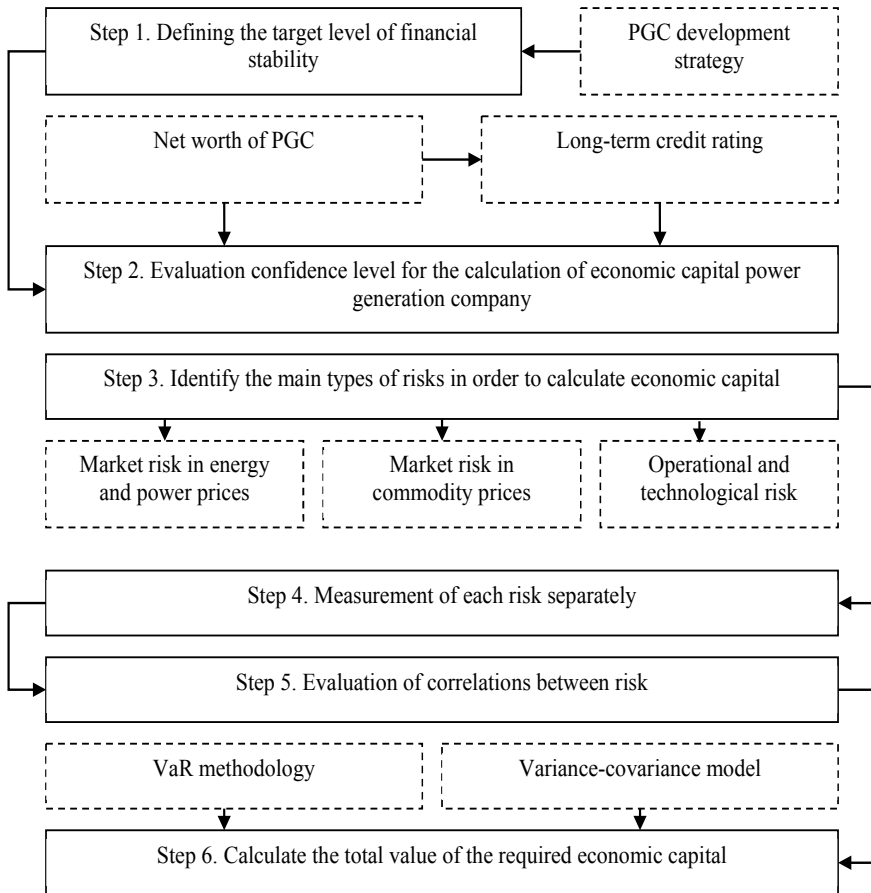 Step 1. Defining the target level of financial
stability
PGC development
strategy
Net worth of PGC
Long-term credit rating
Step 2. Evaluation confidence level for the calculation of economic capital power
generation company
Step 3. Identify the main types of risks in order to calculate economic capital
Market risk in energy
and power prices
Market risk in
commodity prices
Operational and
technological risk
Step 4. Measurement of each risk separately
Step 5. Evaluation of correlations between risk
VaR methodology
Variance-covariance model
Step 6. Calculate the total value of the required economic capital